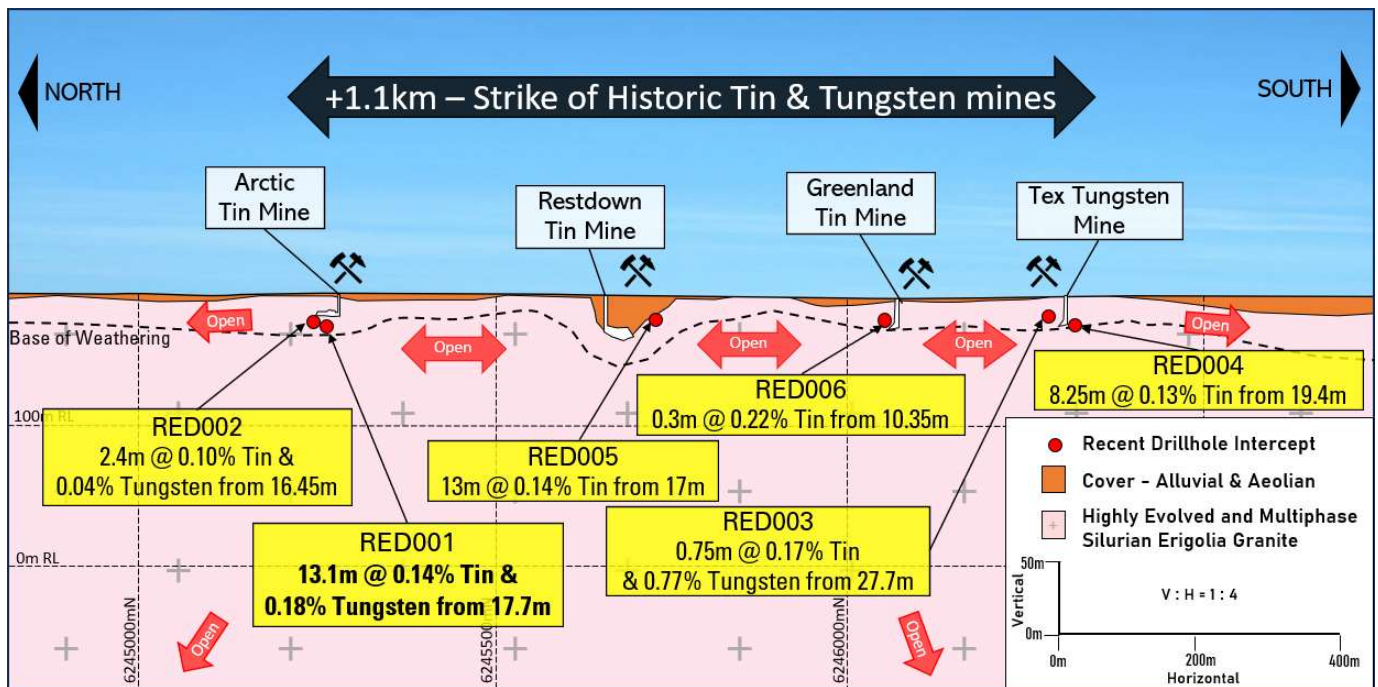 NORTH
+1.1km – Strike of Historic Tin & Tungsten mines
SOUTH
Arctic
Tin Mine
Restdown
Tin Mine
Greenland
Tin Mine
Tex Tungsten
Mine
Open
Open
Open
Open
Open
Base of Weathering
100m RL
0m RL
RED002
2.4m @ 0.10% Tin &
0.04% Tungsten from 16.45m
RED001
13.1m @ 0.14% Tin &
0.18% Tungsten from 17.7m
RED005
13m @ 0.14% Tin from 17m
RED006
0.3m @ 0.22% Tin from 10.35m
RED003
0.75m @ 0.17% Tin
& 0.77% Tungsten from 27.7m
RED004
8.25m @ 0.13% Tin from 19.4m
Open
Open
6245000mN
6245500mN
6246000mN
Recent Drillhole Intercept
Cover - Alluvial & Aeolian
Highly Evolved and Multiphase
Silurian Erigolia Granite
50m
Vertical
0m
V : H = 1 : 4
0m
200m
400m
Horizontal